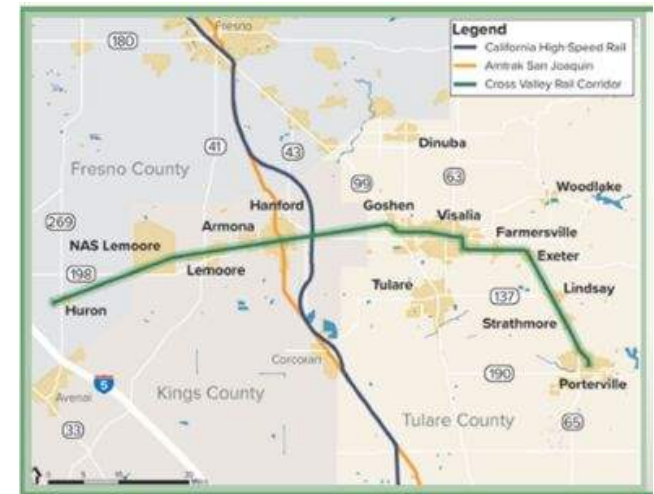 Legend
California High-Speed Rail
Amtrak San Joaquin
Cross Valley Rail Corridor
Fresno
180
41
43
Dinuba
99
63
Fresno County
Woodlake
Hanford
Goshen
Visalia
269
Armona
Farmersville
NAS Lemoore
Exeter
198
Lemoore
Tulare
137
Lindsay
Huron
Strathmore
Corcoran
190
5
Porterville
Avenal
Kings County
Tulare County
33
65